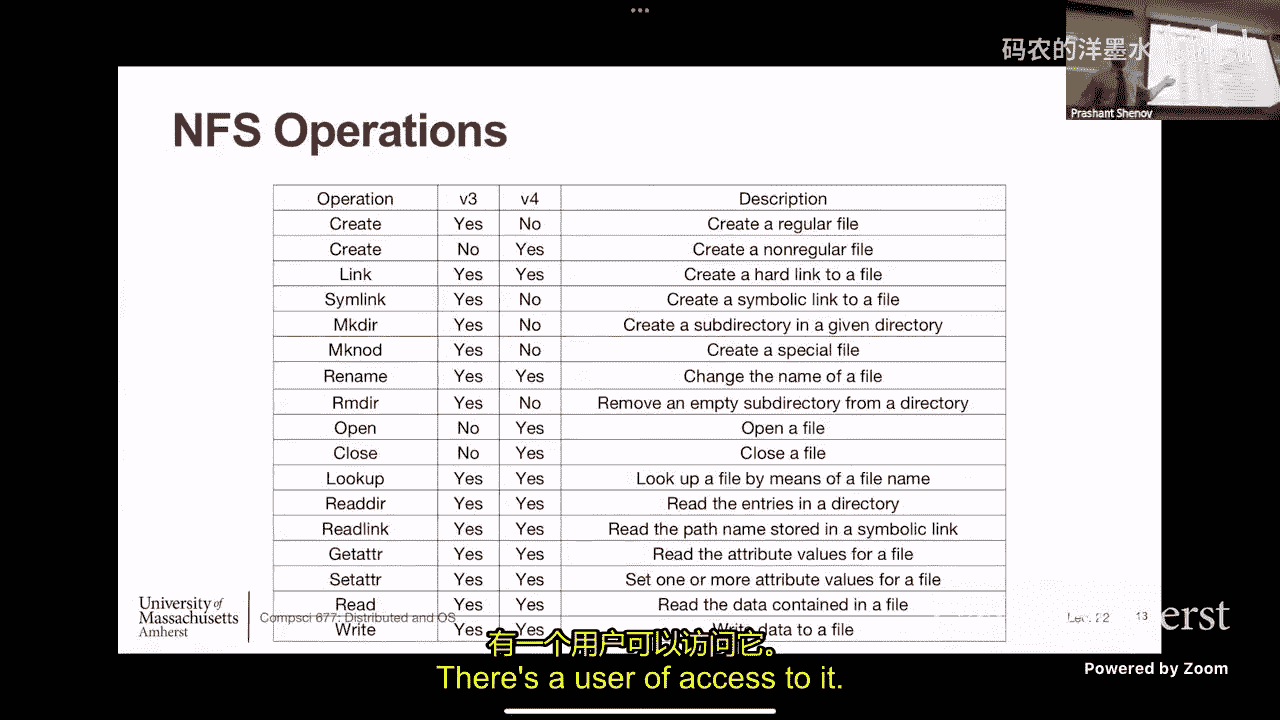 码农的洋墨水
Prashant Shenoy
NFS Operations
Operation v3 v4 Description
Create Yes No Create a regular file
Create No Yes Create a nonregular file
Link Yes Yes Create a hard link to a file
Symlink Yes No Create a symbolic link to a file
Mkdir Yes No Create a subdirectory in a given directory
Mknod Yes No Create a special file
Rename Yes Yes Change the name of a file
Rmdir Yes No Remove an empty subdirectory from a directory
Open No Yes Open a file
Close No Yes Close a file
Lookup Yes Yes Look up a file by means of a file name
Readdir Yes Yes Read the entries in a directory
Readlink Yes Yes Read the path name stored in a symbolic link
Getattr Yes Yes Read the attribute values for a file
Setattr Yes Yes Set one or more attribute values for a file
Read Yes Yes Read the data contained in a file
Write Yes Yes Write data to a file
University of
Massachusetts
Amherst
Compsci 677: Distributed and OS
Lec. 22
13
有一个用户可以访问它。
There's a user of access to it.
Powered by Zoom